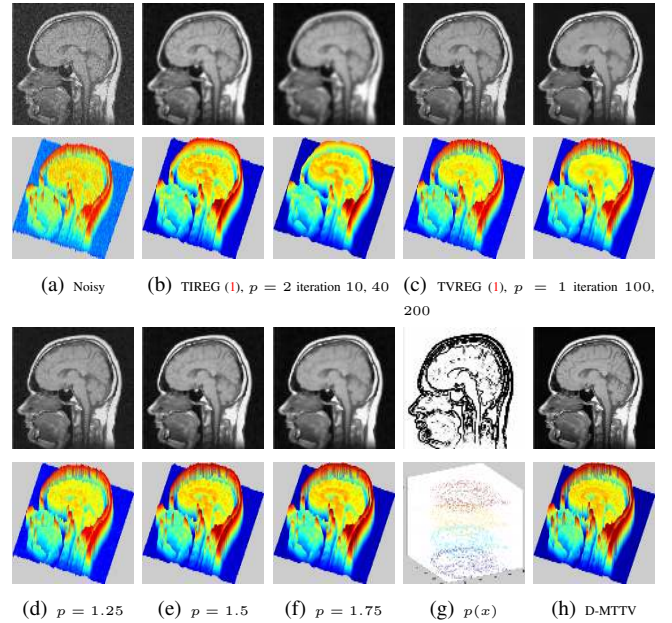 (a) Noisy
(b) TIREG (1), p = 2 iteration 10, 40
(c) TVREG (1), p = 1 iteration 100,
200
(d) p = 1.25
(e) p = 1.5
(f) p = 1.75
(g) p(x)
(h) D-MTTV